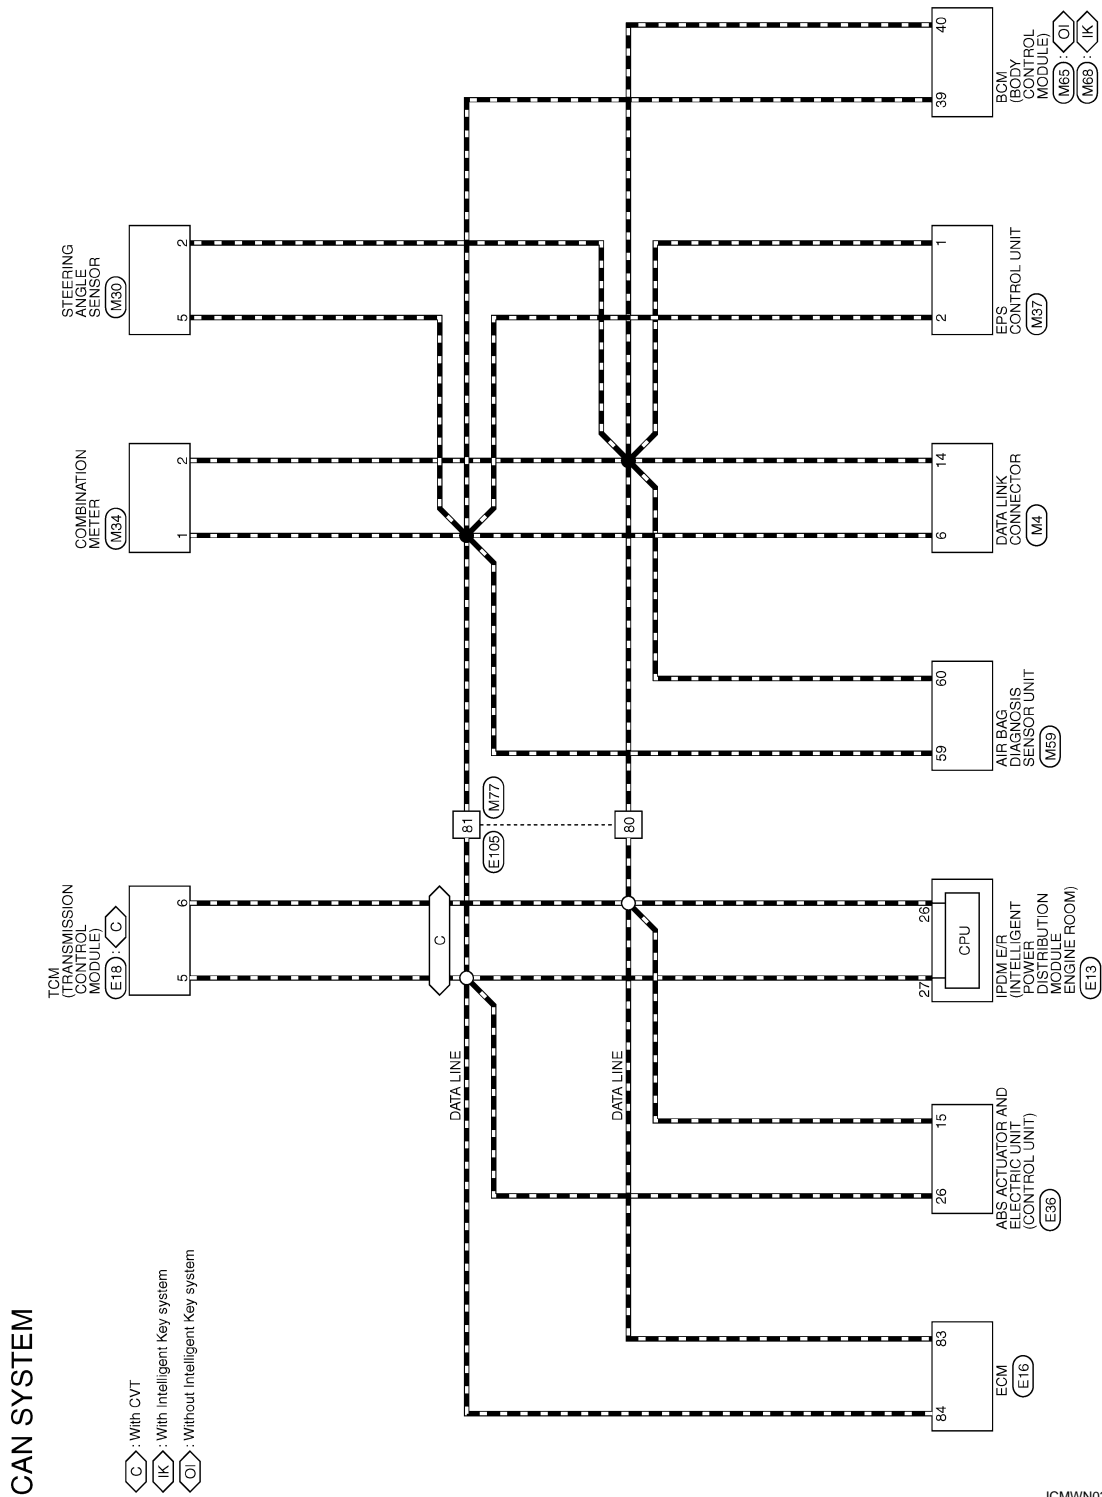 CAN SYSTEM
C : With CVT
IK : With Intelligent Key system
OI : Without Intelligent Key system
TCM
(TRANSMISSION
CONTROL
MODULE)
E18 : C
5
6
COMBINATION
METER
M34
1
2
STEERING
ANGLE
SENSOR
M30
5
2
C
DATA LINE
E105
81
M77
DATA LINE
80
84
83
ECM
E16
26
15
ABS ACTUATOR AND
ELECTRIC UNIT
(CONTROL UNIT)
E36
27
26
CPU
IPDM E/R
(INTELLIGENT
POWER
DISTRIBUTION
MODULE
ENGINE ROOM)
E13
59
60
AIR BAG
DIAGNOSIS
SENSOR UNIT
M59
6
14
DATA LINK
CONNECTOR
M4
2
1
EPS
CONTROL UNIT
M37
39
40
BCM
(BODY
CONTROL
MODULE)
M65 : OI
M68 : IK